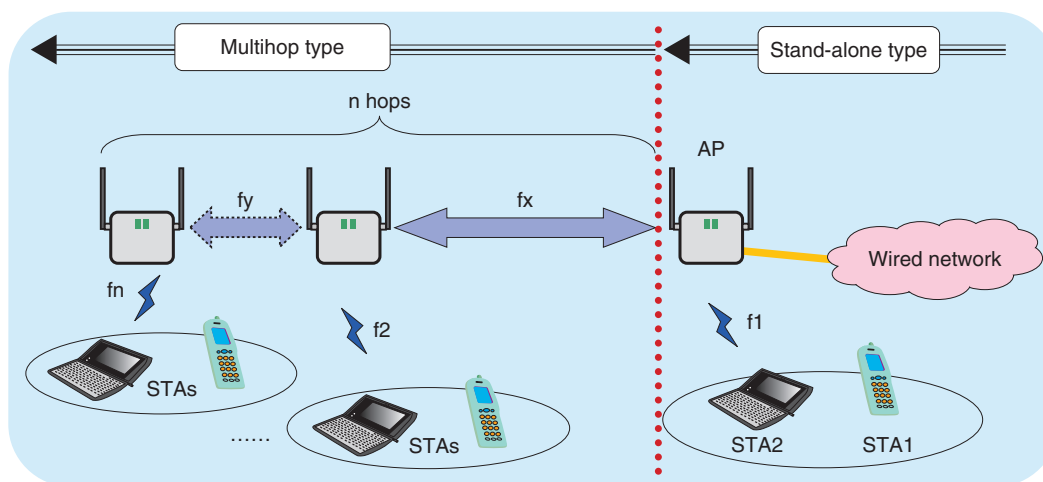 Multihop type
Stand-alone type
n hops
AP
fy
fx
Wired network
fn
f2
f1
STAs
STAs
STA2
STA1
......